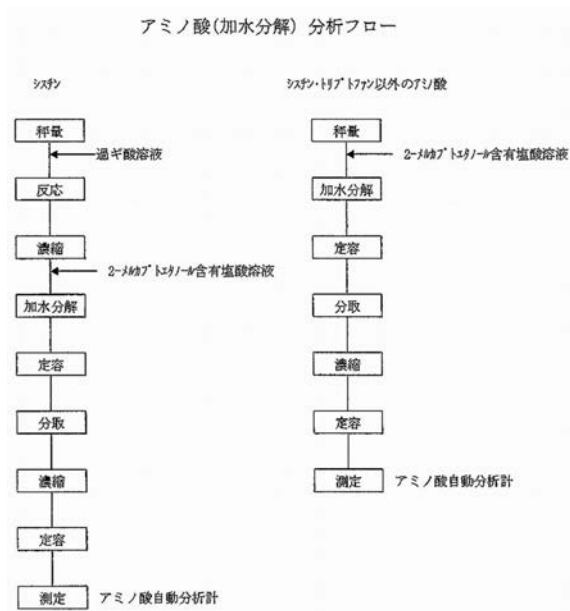 アミノ酸(加水分解) 分析フロー
シスチン
秤量
過ギ酸溶液
反応
濃縮
2-メルカプトエタノール含有塩酸溶液
加水分解
定容
分取
濃縮
定容
測定 アミノ酸自動分析計
シスチン・トリプトファン以外のアミノ酸
秤量
2-メルカプトエタノール含有塩酸溶液
加水分解
定容
分取
濃縮
定容
測定 アミノ酸自動分析計